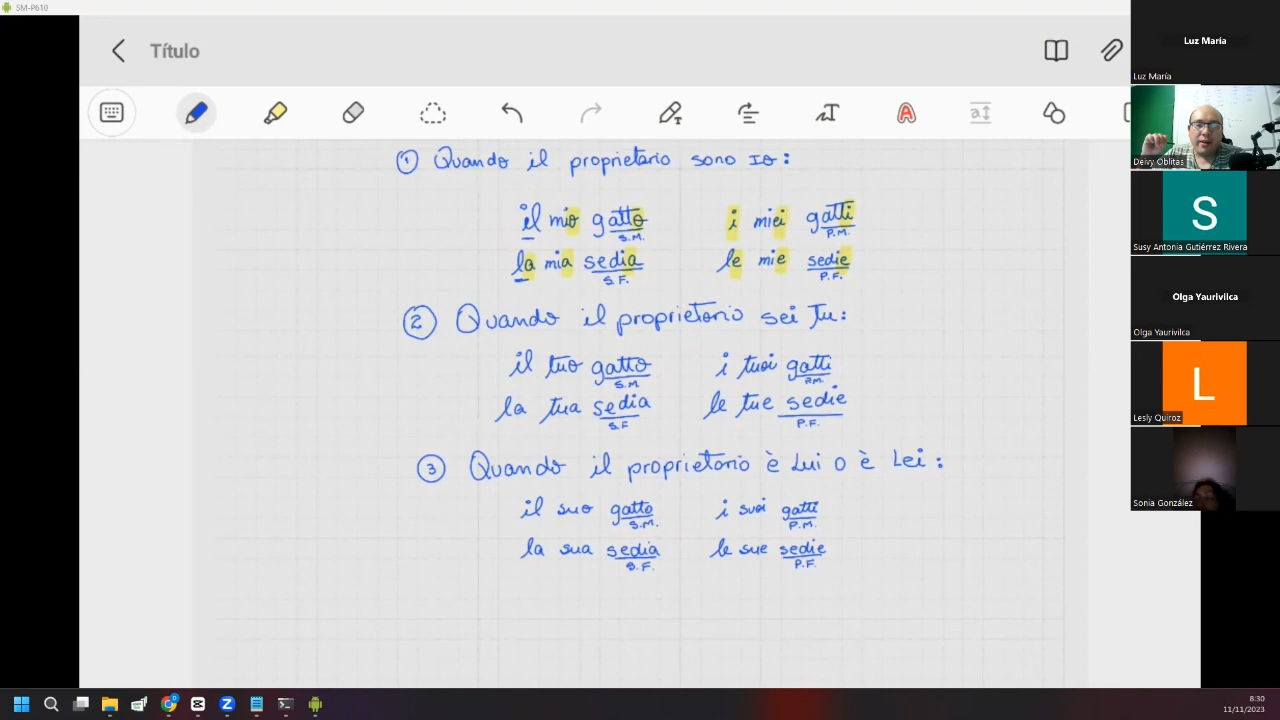 SM-P610
Título
① Quando il proprietario sono Io:
il mio gatto i miei gatti
S.M. P.M.
la mia sedia le mie sedie
S.F. P.F.
② Quando il proprietario sei Tu:
il tuo gatto i tuoi gatti
S.M P.M.
la tua sedia le tue sedie
S.F P.F.
③ Quando il proprietario è Lui o è Lei:
il suo gatto i suoi gatti
S.M. P.M.
la sua sedia le sue sedie
S.F. P.F.
Luz María
Luz María
Deivy Oblitas
S
Susy Antonia Gutiérrez Rivera
Olga Yaurivilca
Olga Yaurivilca
L
Lesly Quiroz
Sonia González
8:30
11/11/2023